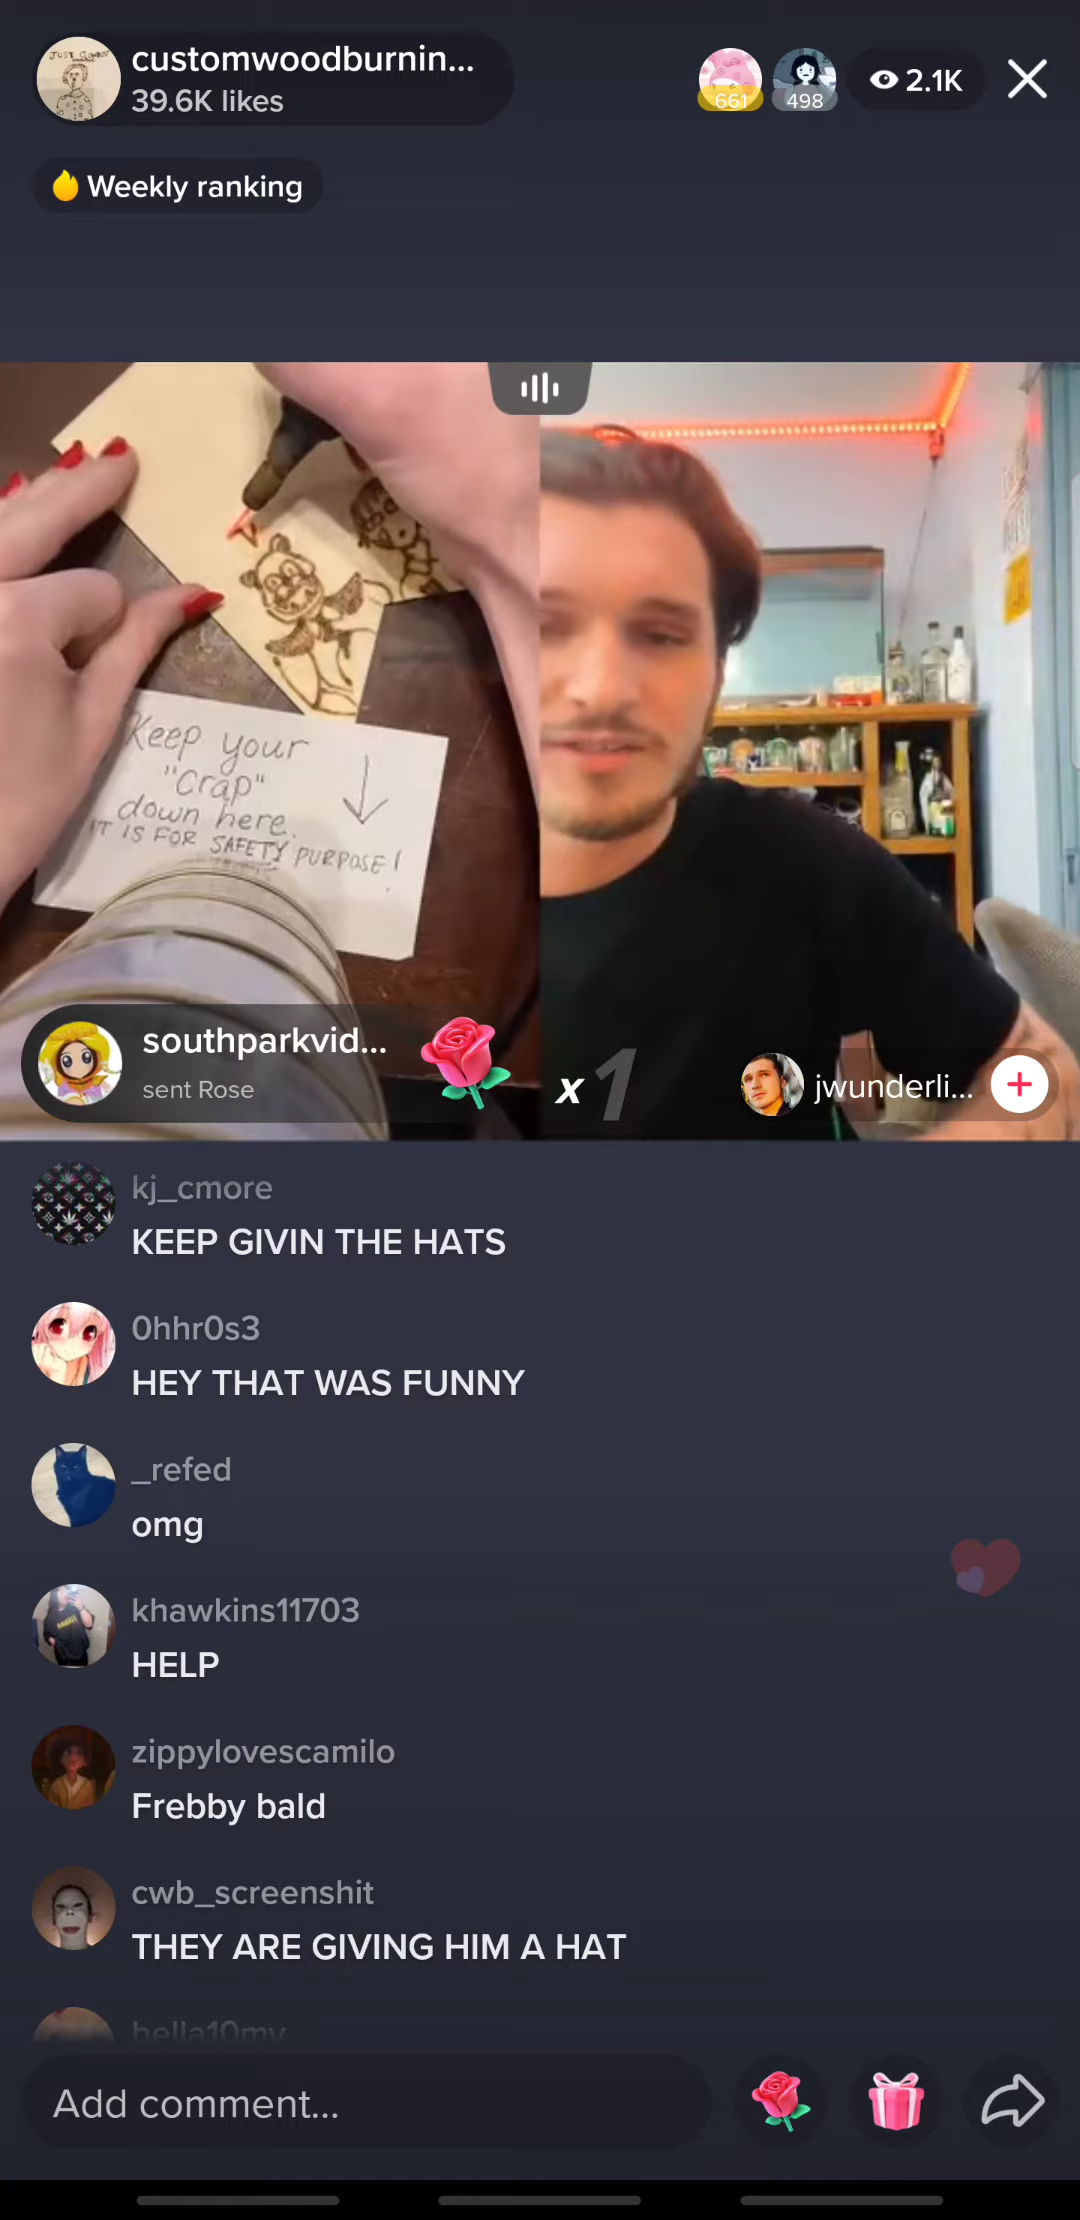 customwoodburnin...
39.6K likes
661
498
2.1K
Weekly ranking
Keep your
"Crap"
down here.
IT IS FOR SAFETY PURPOSE!
southparkvid...
sent Rose
x 1
jwunderli...
kj_cmore
KEEP GIVIN THE HATS
0hhr0s3
HEY THAT WAS FUNNY
_refed
omg
khawkins11703
HELP
zippylovescamilo
Frebby bald
cwb_screenshit
THEY ARE GIVING HIM A HAT
Add comment...